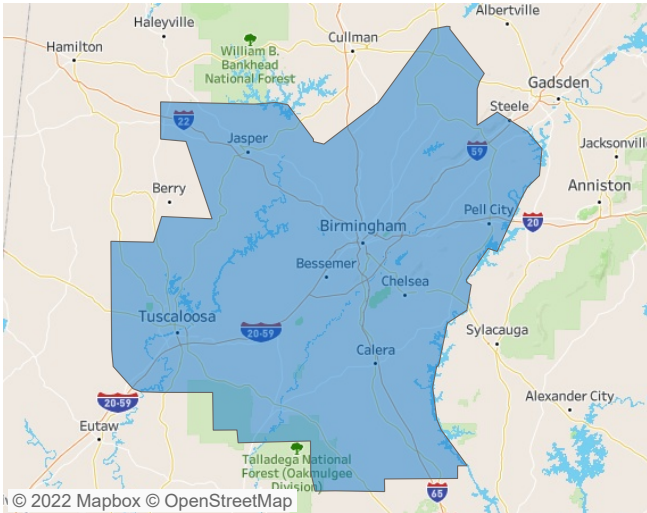 Albertville
Haleyville
Cullman
Hamilton
William B.
Bankhead
National Forest
Gadsden
Steele
22
Jasper
59
Jacksonville
Berry
Anniston
Pell City
20
Birmingham
Bessemer
Chelsea
Tuscaloosa
20-59
Sylacauga
Calera
20-59
Alexander City
Eutaw
Talladega National
Forest (Oakmulgee
Division)
65
© 2022 Mapbox © OpenStreetMap